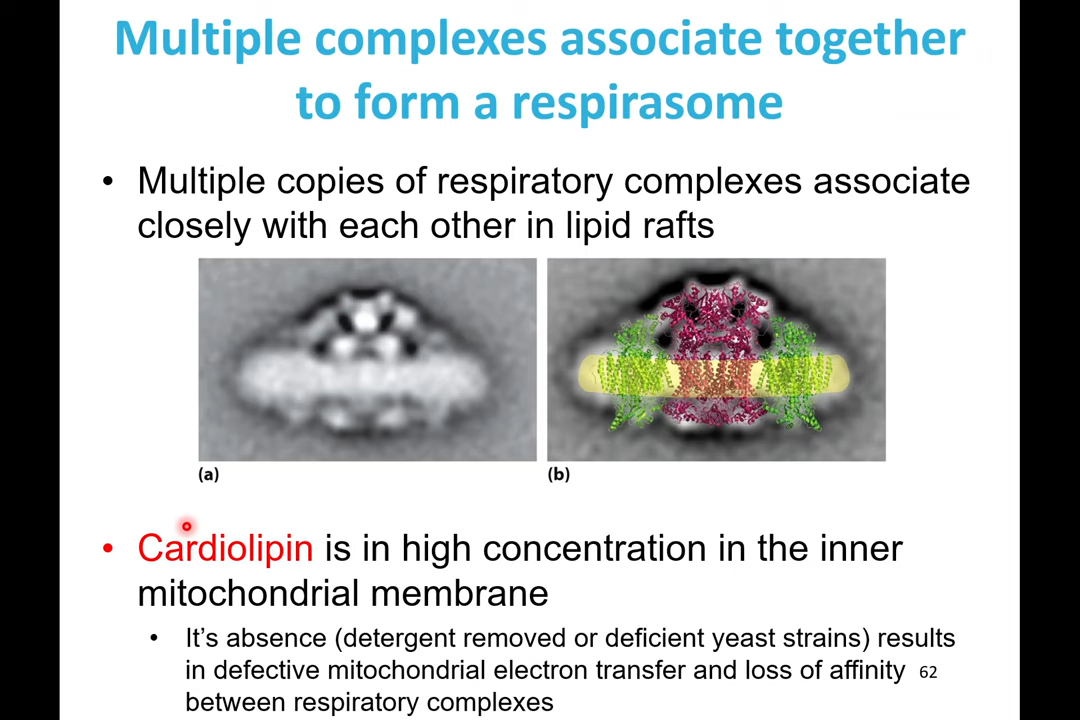 Multiple complexes associate together
to form a respirasome
• Multiple copies of respiratory complexes associate
closely with each other in lipid rafts
(a)
(b)
• Cardiolipin is in high concentration in the inner
mitochondrial membrane
• It’s absence (detergent removed or deficient yeast strains) results
in defective mitochondrial electron transfer and loss of affinity
62
between respiratory complexes